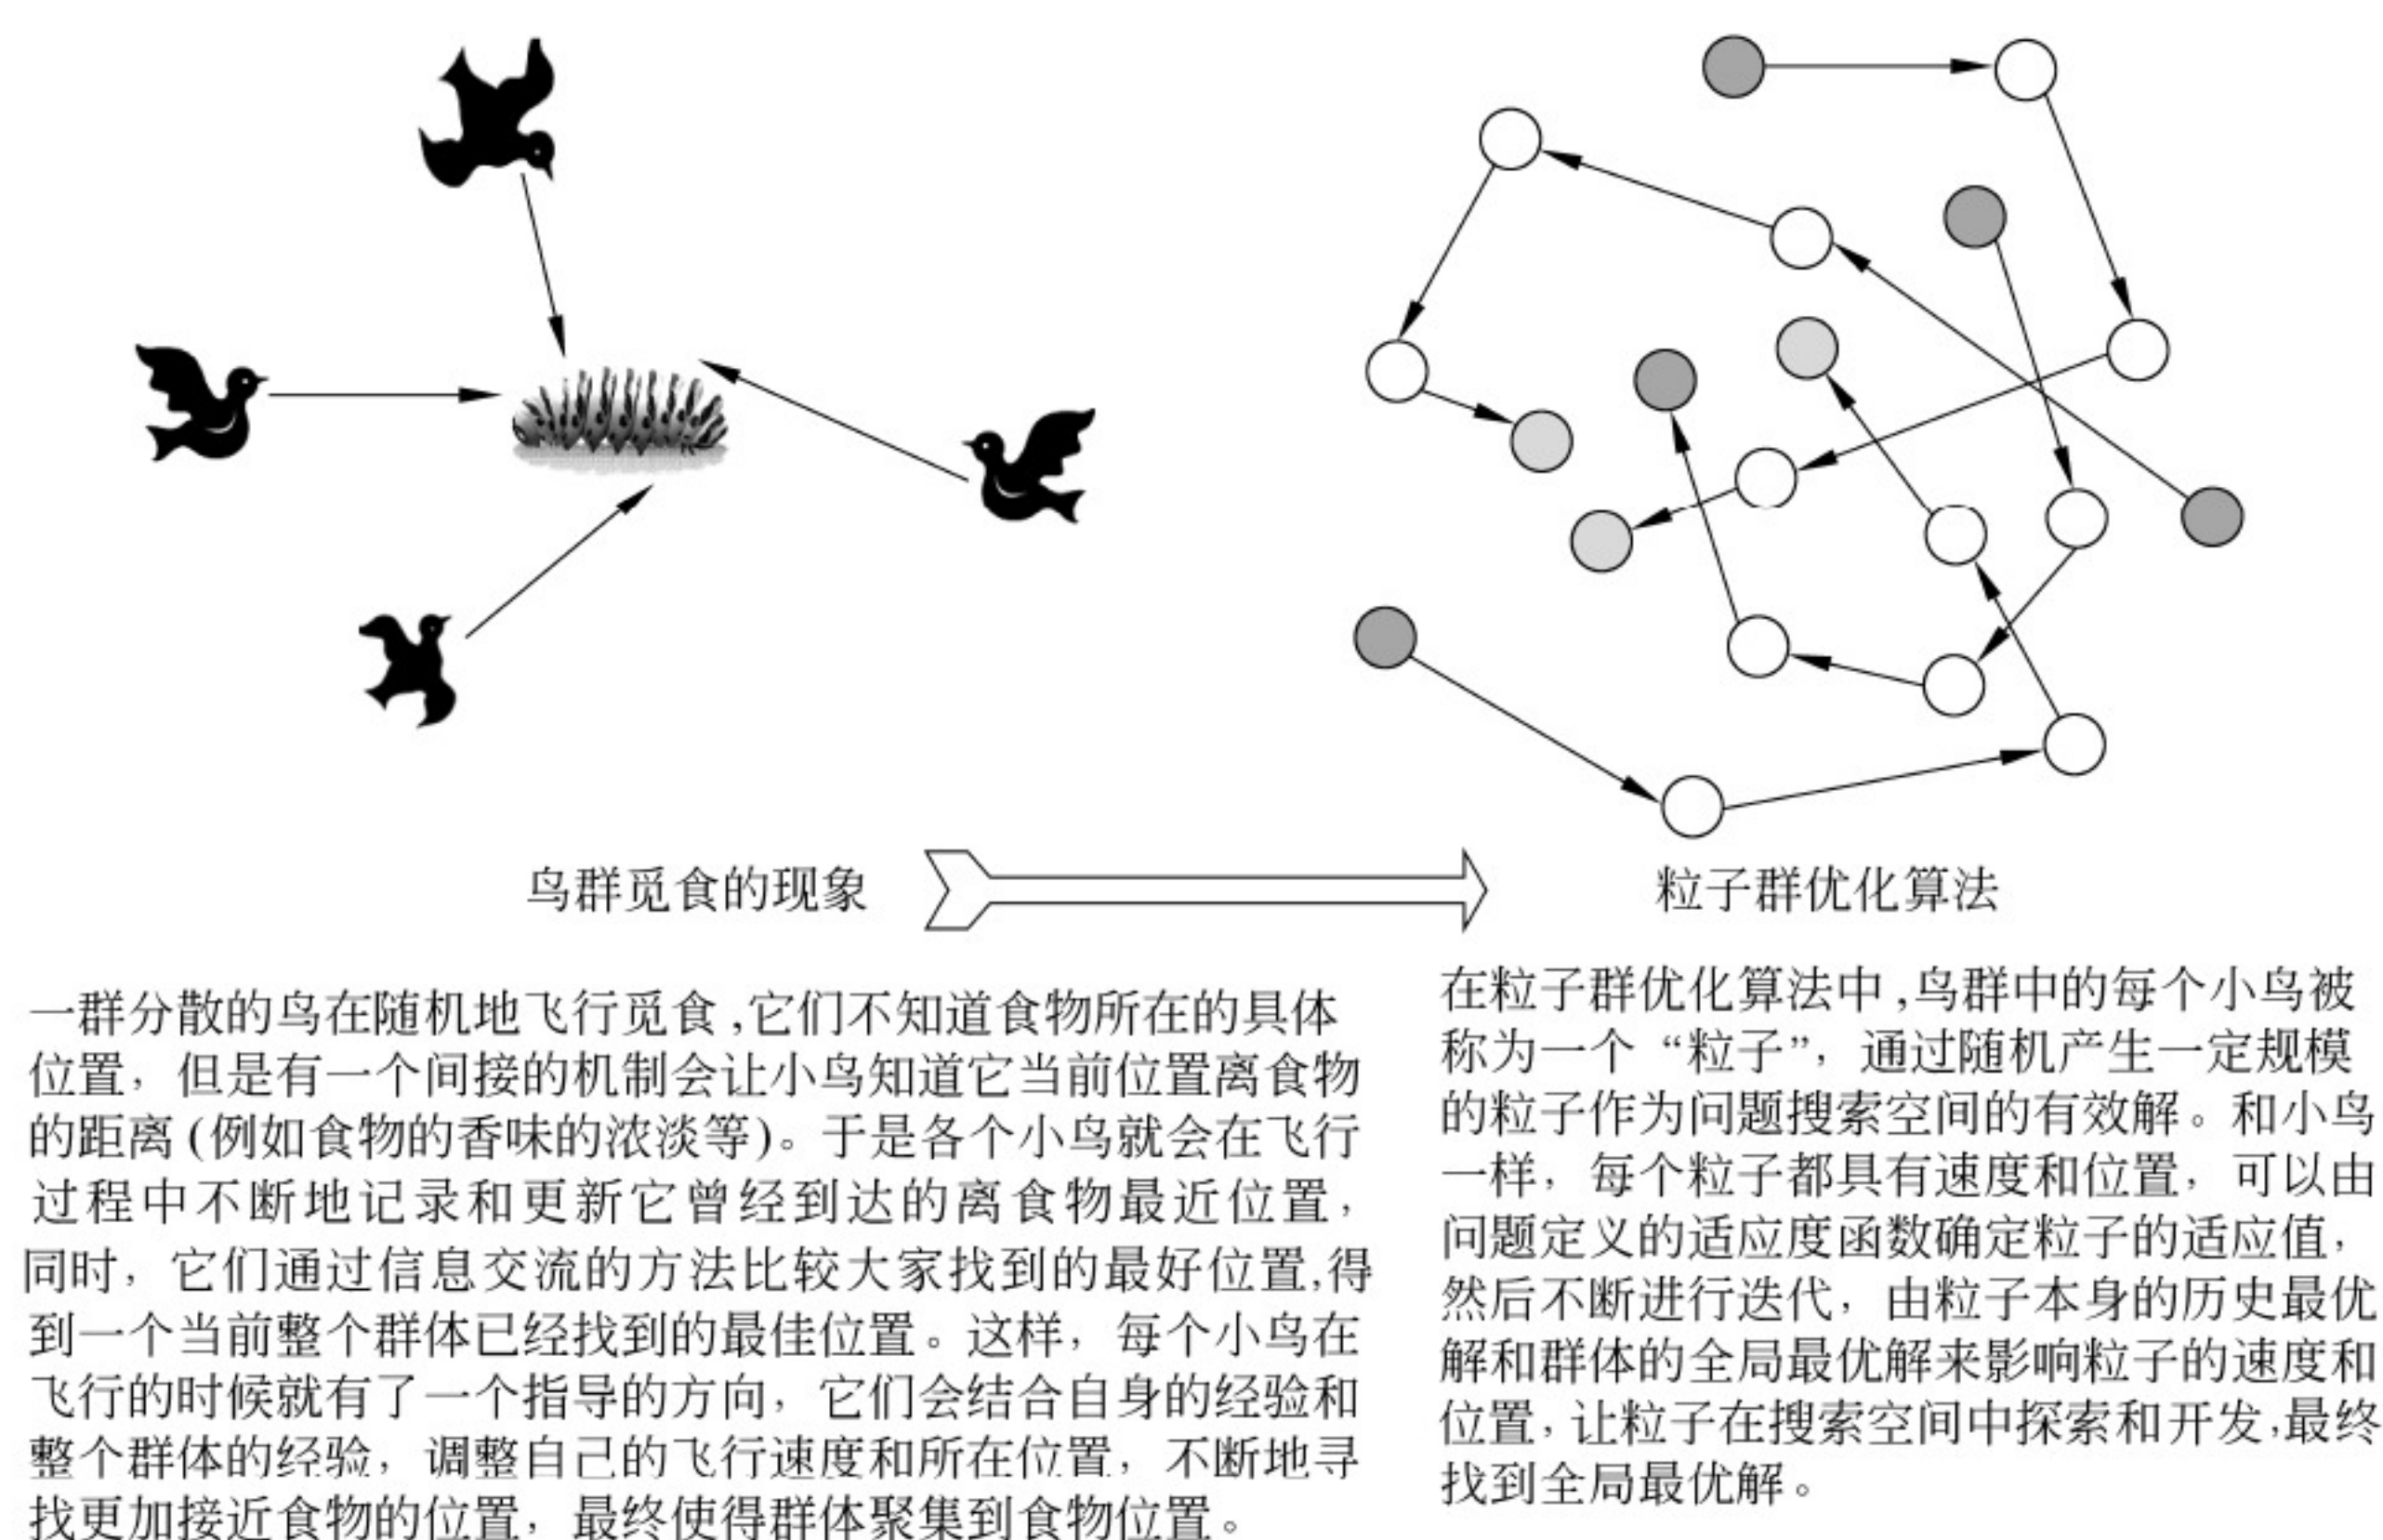 鸟群觅食的现象
粒子群优化算法
一群分散的鸟在随机地飞行觅食,它们不知道食物所在的具体
位置，但是有一个间接的机制会让小鸟知道它当前位置离食物
的距离(例如食物的香味的浓淡等)。于是各个小鸟就会在飞行
过程中不断地记录和更新它曾经到达的离食物最近位置，
同时，它们通过信息交流的方法比较大家找到的最好位置,得
到一个当前整个群体已经找到的最佳位置。这样，每个小鸟在
飞行的时候就有了一个指导的方向，它们会结合自身的经验和
整个群体的经验，调整自己的飞行速度和所在位置，不断地寻
找更加接近食物的位置，最终使得群体聚集到食物位置。
在粒子群优化算法中,鸟群中的每个小鸟被
称为一个“粒子”，通过随机产生一定规模
的粒子作为问题搜索空间的有效解。和小鸟
一样，每个粒子都具有速度和位置，可以由
问题定义的适应度函数确定粒子的适应值，
然后不断进行迭代，由粒子本身的历史最优
解和群体的全局最优解来影响粒子的速度和
位置，让粒子在搜索空间中探索和开发,最终
找到全局最优解。